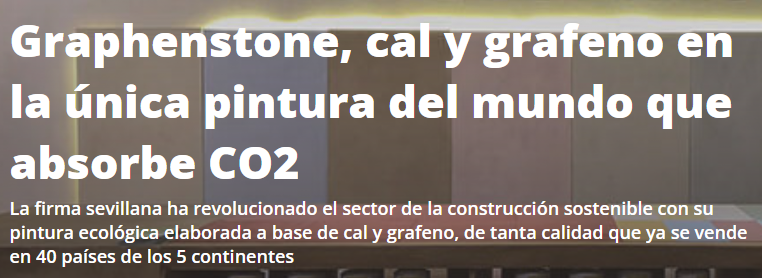 Graphenstone, cal y grafeno en
la única pintura del mundo que
absorbe CO2
La firma sevillana ha revolucionado el sector de la construcción sostenible con su
pintura ecológica elaborada a base de cal y grafeno, de tanta calidad que ya se vende
en 40 países de los 5 continentes